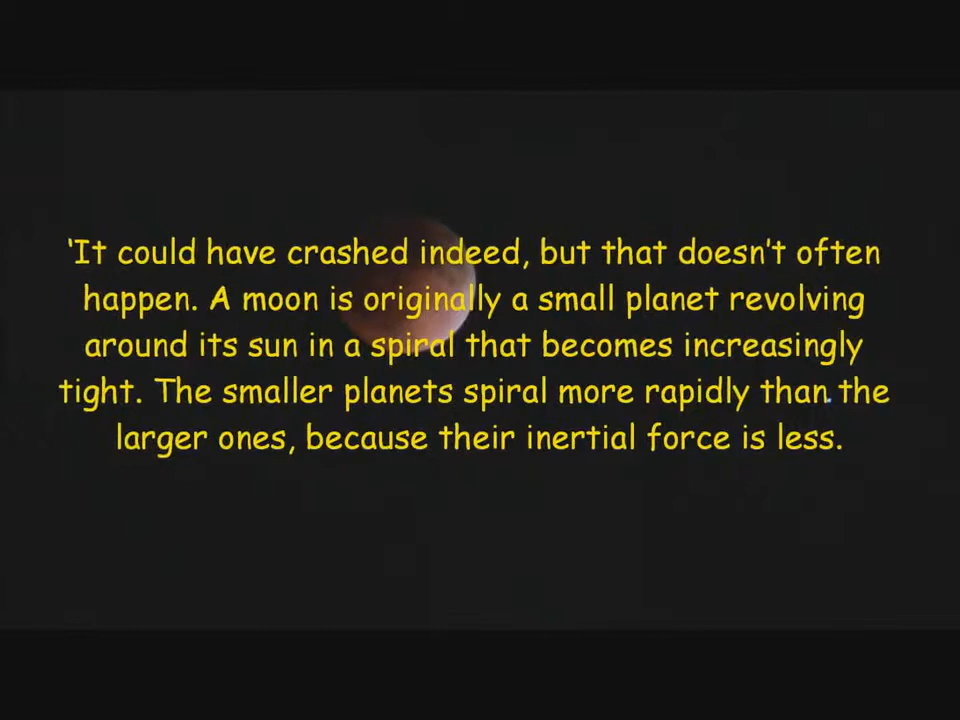 ‘It could have crashed indeed, but that doesn’t often
happen. A moon is originally a small planet revolving
around its sun in a spiral that becomes increasingly
tight. The smaller planets spiral more rapidly than the
larger ones, because their inertial force is less.